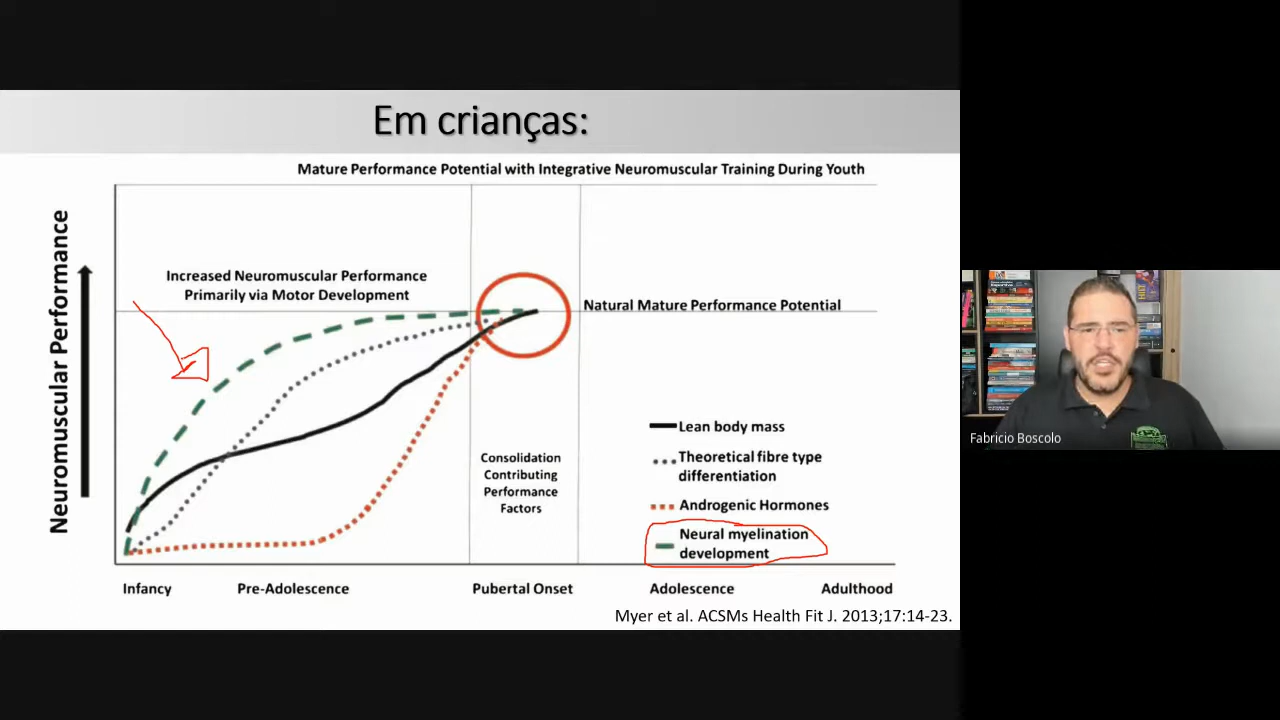 Em crianças:
Mature Performance Potential with Integrative Neuromuscular Training During Youth
Neuromuscular Performance
Increased Neuromuscular Performance
Primarily via Motor Development
Natural Mature Performance Potential
Consolidation
Contributing
Performance
Factors
Lean body mass
Theoretical fibre type
differentiation
Androgenic Hormones
Neural myelination
development
Infancy
Pre-Adolescence
Pubertal Onset
Adolescence
Adulthood
Myer et al. ACSMs Health Fit J. 2013;17:14-23.
Fabricio Boscolo